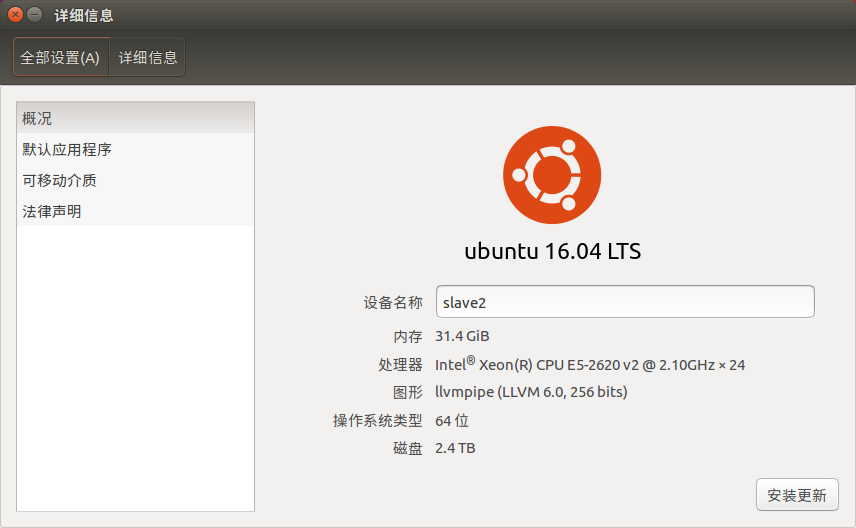 详细信息
全部设置(A) 详细信息
概况
默认应用程序
可移动介质
法律声明
ubuntu 16.04 LTS
设备名称 slave2
内存 31.4 GiB
处理器 Intel® Xeon(R) CPU E5-2620 v2 @ 2.10GHz × 24
图形 llvmpipe (LLVM 6.0, 256 bits)
操作系统类型 64 位
磁盘 2.4 TB
安装更新